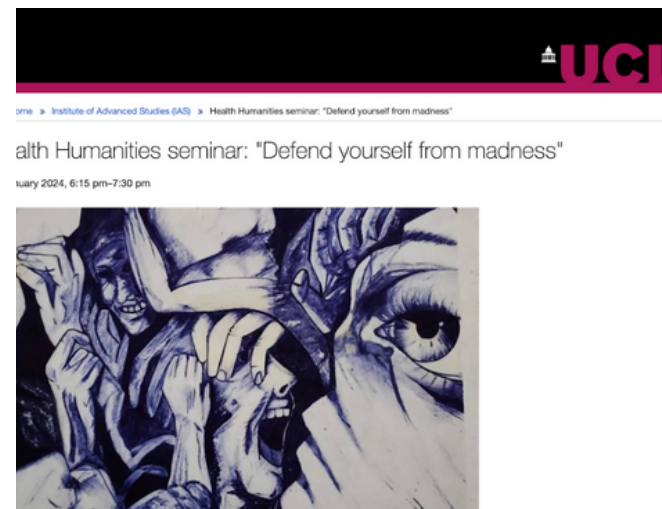 UCL
ome » Institute of Advanced Studies (IAS) » Health Humanities seminar: "Defend yourself from madness"
alth Humanities seminar: "Defend yourself from madness"
nuary 2024, 6:15 pm–7:30 pm